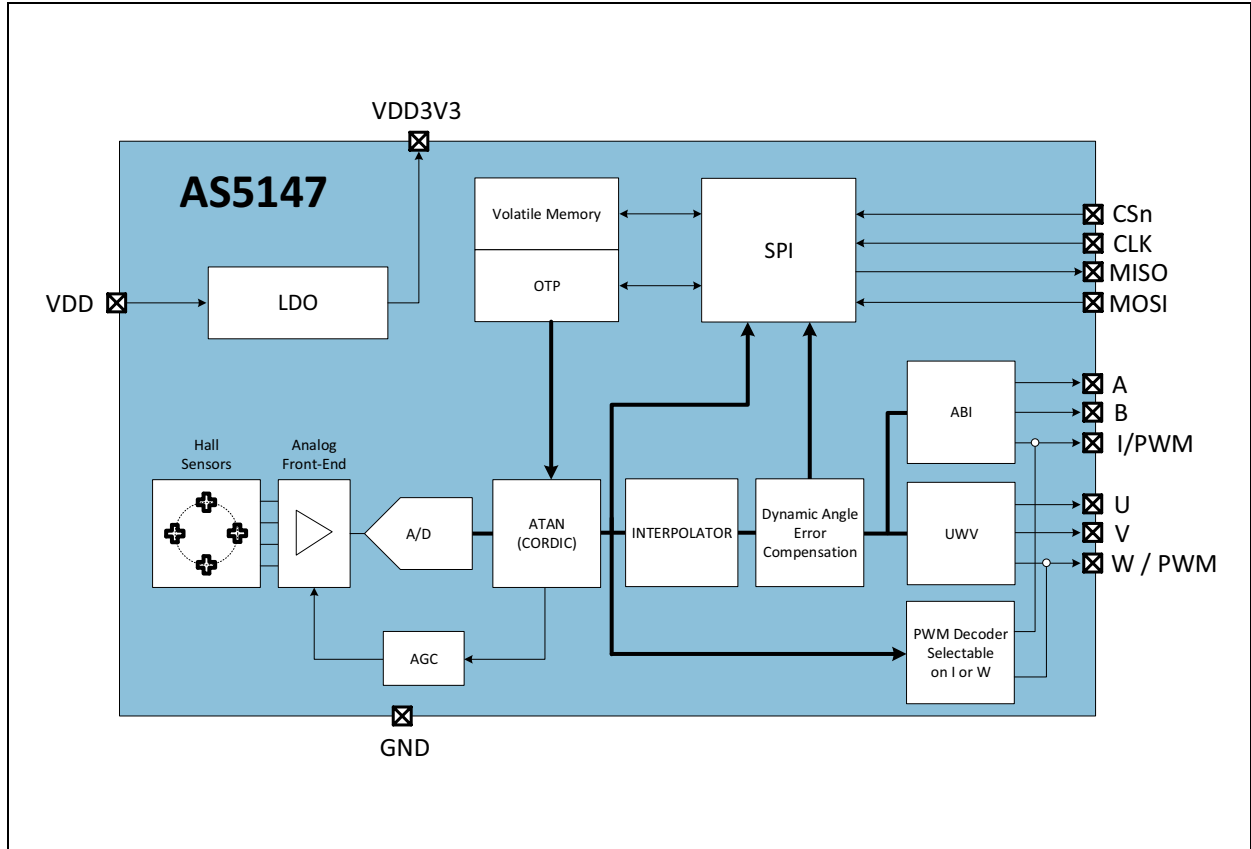 VDD3V3
AS5147
Volatile Memory
OTP
SPI
CSn
CLK
MISO
MOSI
VDD
LDO
A
B
I/PWM
ABI
Hall
Sensors
Analog
Front-End
A/D
ATAN
(CORDIC)
INTERPOLATOR
Dynamic Angle
Error
Compensation
UWV
U
V
W / PWM
AGC
PWM Decoder
Selectable
on I or W
GND